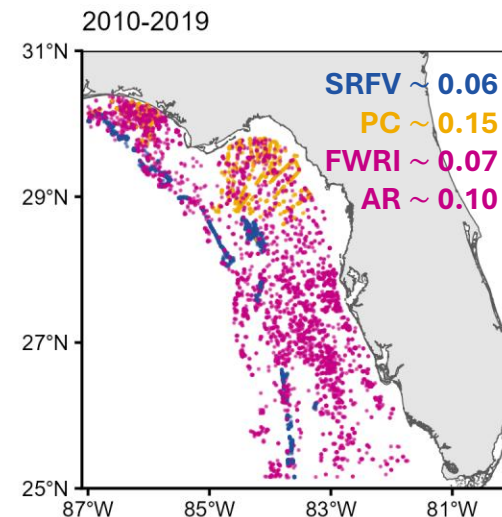 2010-2019
31°N
SRFV ~ 0.06
PC ~ 0.15
29°N
FWRI ~ 0.07
AR ~ 0.10
27°N
25°N
87°W 85°W 83°W 81°W